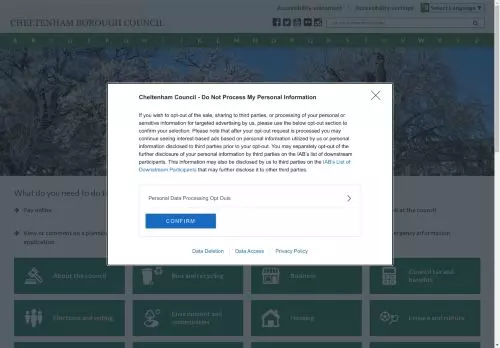 Accessibility statement
Accessibility settings
Select Language
CHELTENHAM BOROUGH COUNCIL
Cheltenham Council - Do Not Process My Personal Information
If you wish to opt-out of the sale, sharing to third parties, or processing of your personal or
sensitive information for targeted advertising by us, please use the below opt-out section to
confirm your selection. Please note that after your opt-out request is processed you may
continue seeing interest-based ads based on personal information utilized by us or personal
information disclosed to third parties prior to your opt-out. You may separately opt-out of the
further disclosure of your personal information by third parties on the IAB's list of downstream
participants. This information may also be disclosed by us to third parties on the IAB's List of
Downstream Participants that may further disclose it to other third parties.
Personal Data Processing Opt Outs
CONFIRM
Data Deletion
Data Access
Privacy Policy
What do you need to do
Pay online
at the council
View or comment on a planning
application
emergency information
About the council
Bins and recycling
Business
Council tax and
benefits
Elections and voting
Environment and
communities
Housing
Leisure and culture